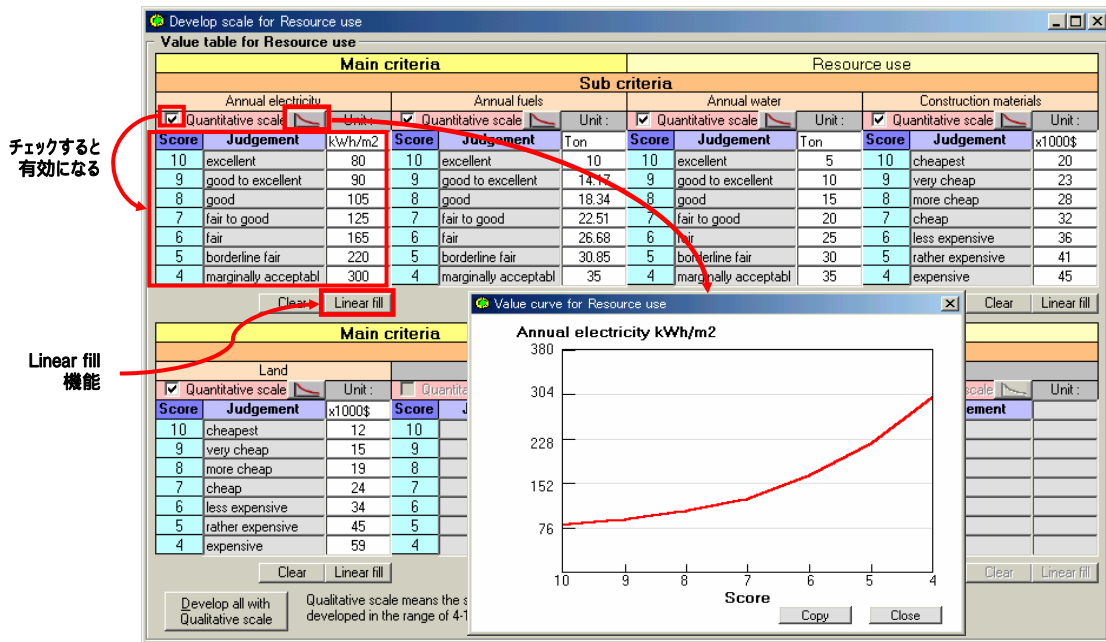 Develop scale for Resource use
Value table for Resource use
Main criteria Resource use
Sub criteria
Annual electricity Annual fuels Annual water Construction materials
Quantitative scale Unit : Quantitative scale Unit : Quantitative scale Unit : Quantitative scale Unit :
Score Judgement kWh/m2 Score Judgement Ton Score Judgement Ton Score Judgement x1000$
10 excellent 80 10 excellent 10 10 excellent 5 10 cheapest 20
9 good to excellent 90 9 good to excellent 14.17 9 good to excellent 10 9 very cheap 23
8 good 105 8 good 18.34 8 good 15 8 more cheap 28
7 fair to good 125 7 fair to good 22.51 7 fair to good 20 7 cheap 32
6 fair 165 6 fair 26.68 6 fair 25 6 less expensive 36
5 borderline fair 220 5 borderline fair 30.85 5 borderline fair 30 5 rather expensive 41
4 marginally acceptabl 300 4 marginally acceptabl 35 4 marginally acceptabl 35 4 expensive 45
Clear Linear fill Clear Linear fill
チェックすると
有効になる
Linear fill
機能
Main criteria
Land
Quantitative scale Unit : Quantita scale Unit :
Score Judgement x1000$ Score J ement
10 cheapest 12 10
9 very cheap 15 9
8 more cheap 19 8
7 cheap 24 7
6 less expensive 34 6
5 rather expensive 45 5
4 expensive 59 4
Clear Linear fill Clear Linear fill
Develop all with
Qualitative scale
Qualitative scale means the s
developed in the range of 4-1
Value curve for Resource use
Annual electricity kWh/m2
380
304
228
152
76
10 9 8 7 6 5 4
Score
Copy Close